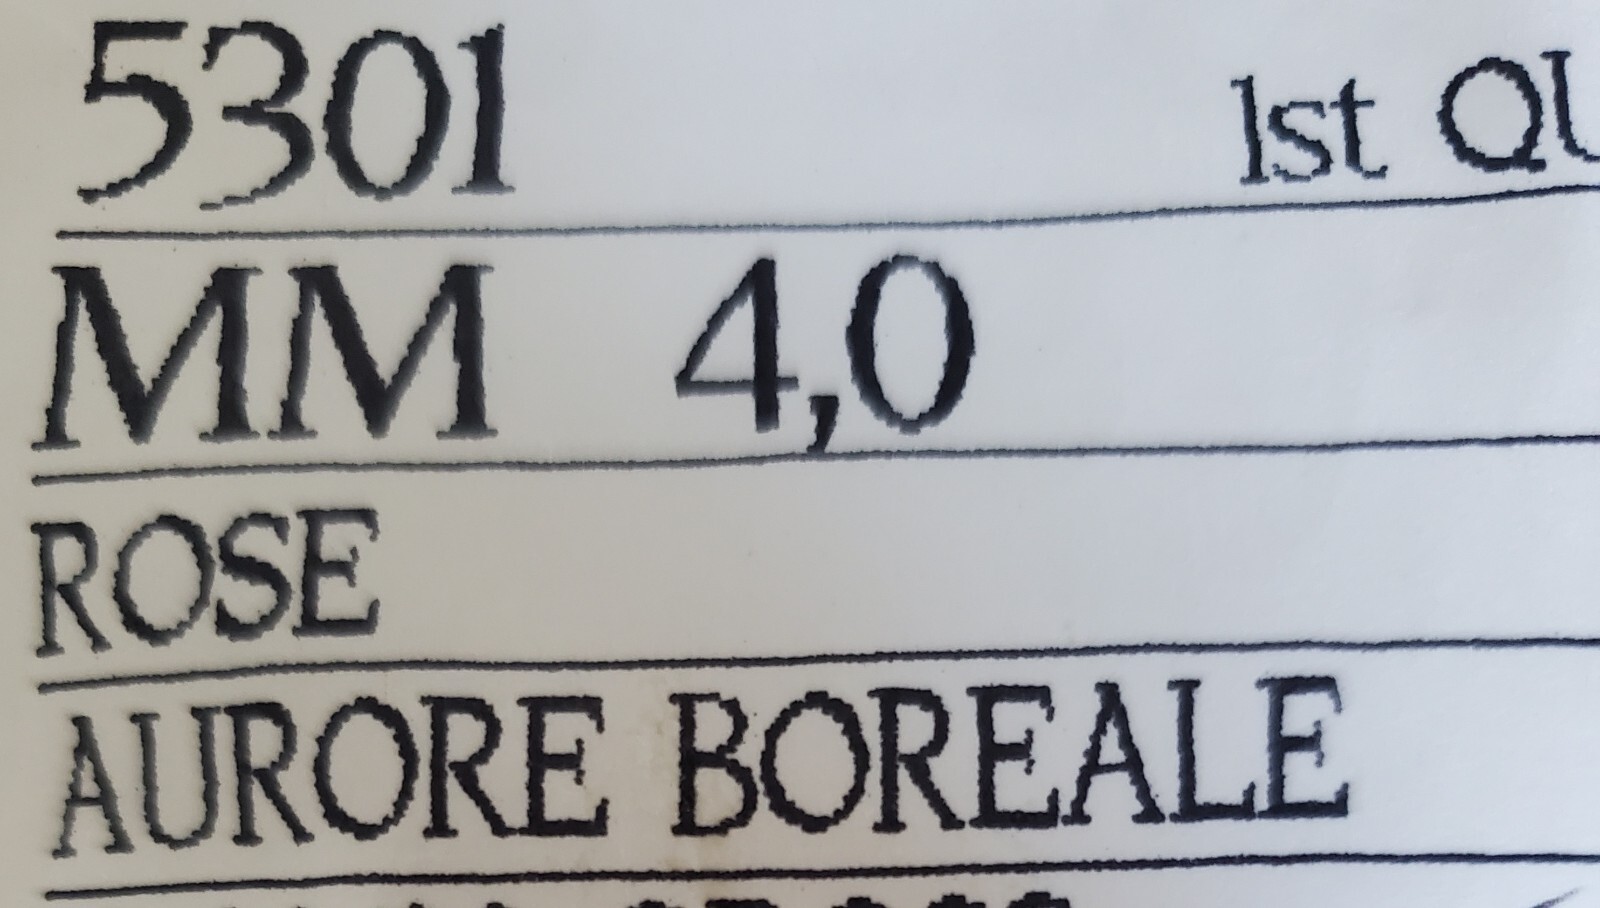 5301 1st QU
MM 4,0
ROSE
AURORE BOREALE